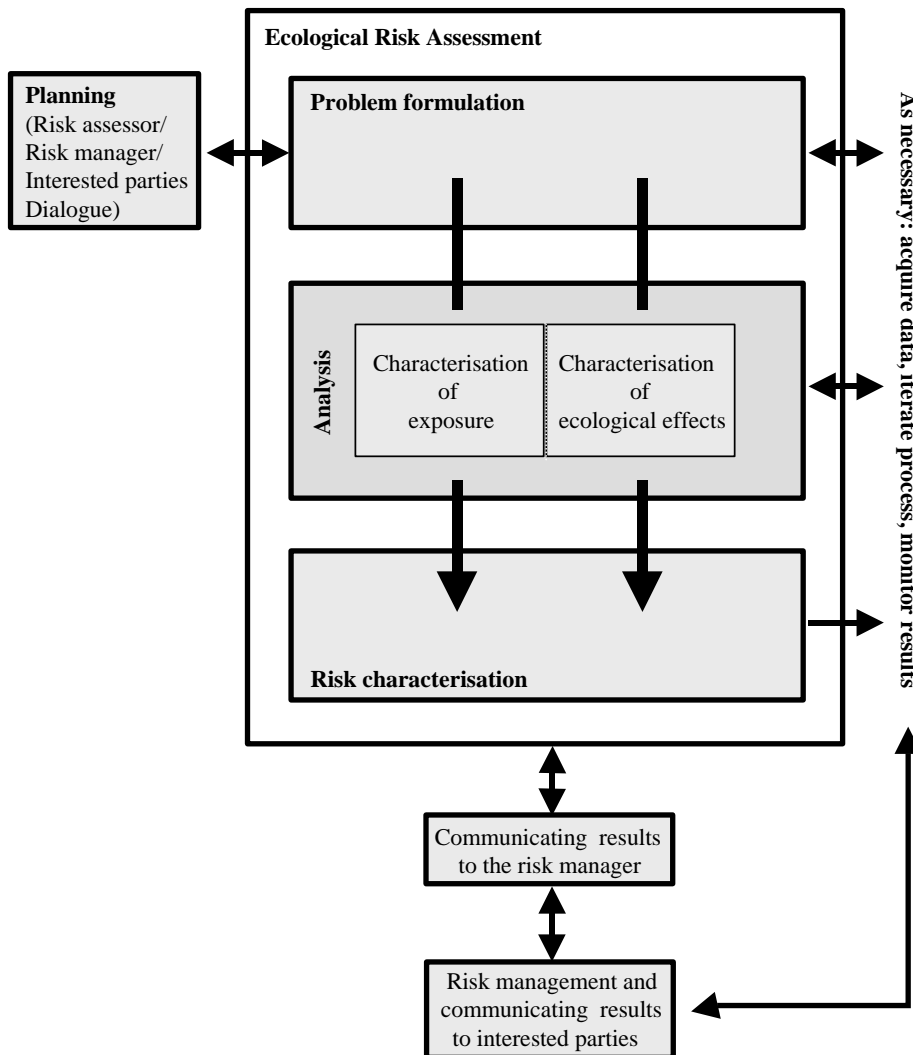 Ecological Risk Assessment
Planning
(Risk assessor/
Risk manager/
Interested parties
Dialogue)
Problem formulation
Analysis
Characterisation
of
exposure
Characterisation
of
ecological effects
Risk characterisation
As necessary: acquire data, iterate process, monitor results
Communicating results
to the risk manager
Risk management and
communicating results
to interested parties